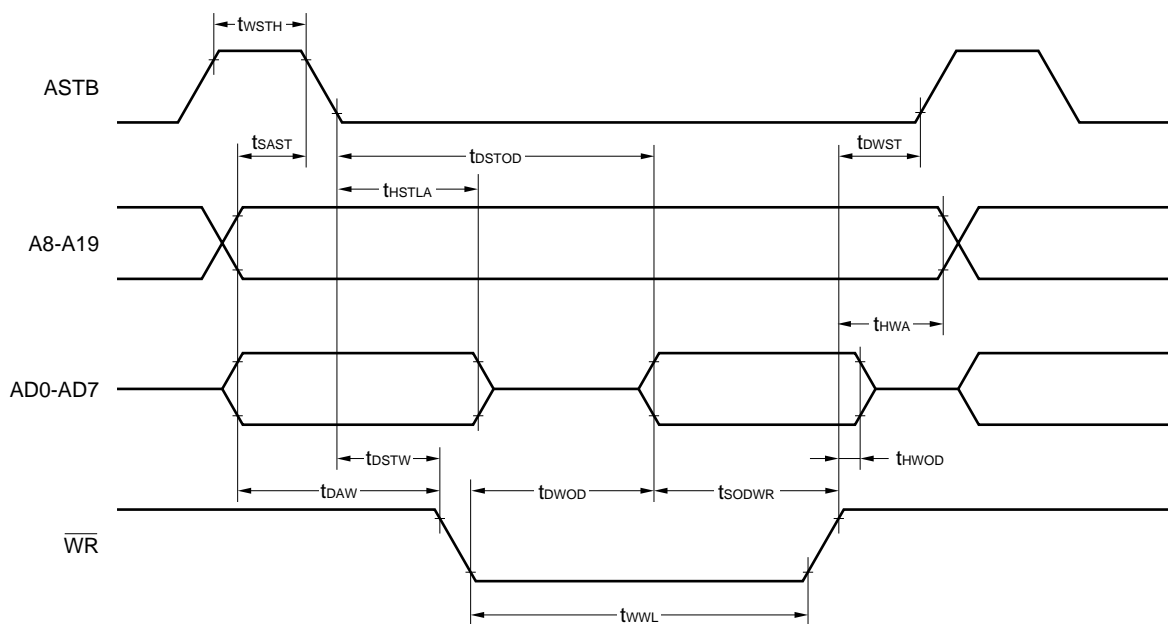 tWSTH
ASTB
tSAST
tDSTOD
tDWST
tHSTLA
A8-A19
tHWA
AD0-AD7
tDSTW
tHWOD
tDAW
tDWOD
tSODWR
WR
tWWL